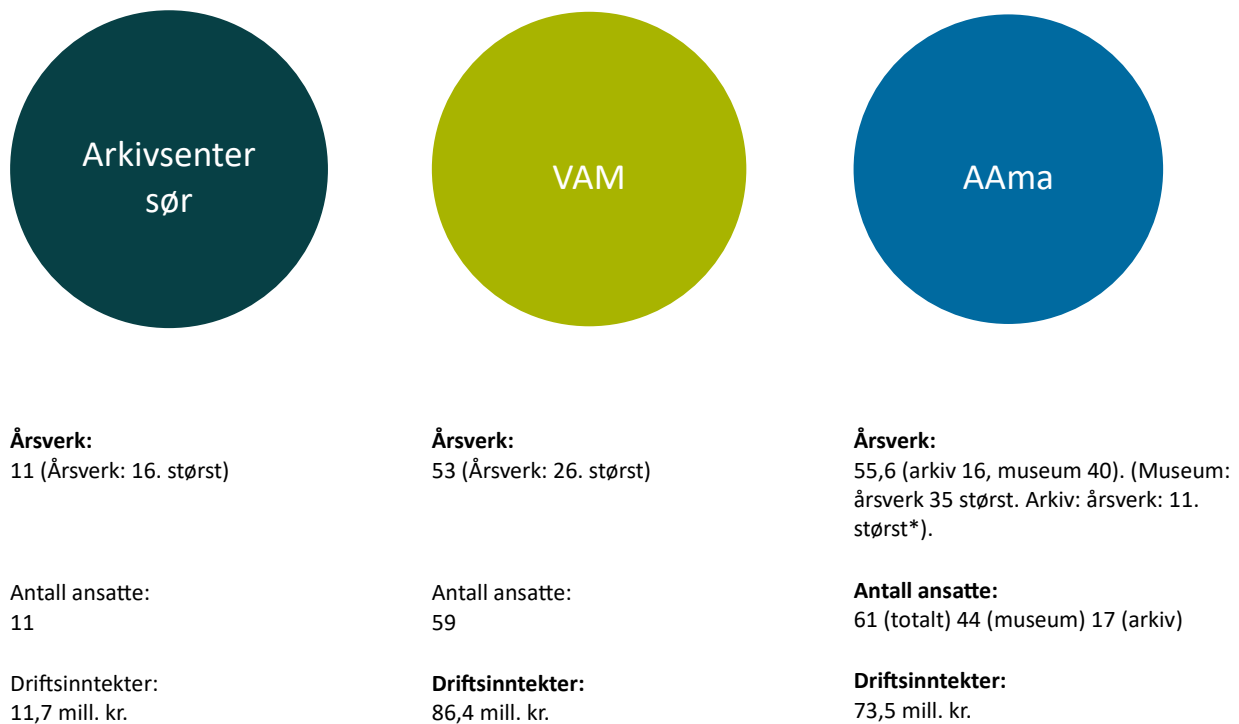 Arkivsenter
sør
VAM
AAma
Årsverk:
11 (Årsverk: 16. størst)
Antall ansatte:
11
Driftsinntekter:
11,7 mill. kr.
Årsverk:
53 (Årsverk: 26. størst)
Antall ansatte:
59
Driftsinntekter:
86,4 mill. kr.
Årsverk:
55,6 (arkiv 16, museum 40). (Museum:
årsverk 35 størst. Arkiv: årsverk: 11.
størst*).
Antall ansatte:
61 (totalt) 44 (museum) 17 (arkiv)
Driftsinntekter:
73,5 mill. kr.